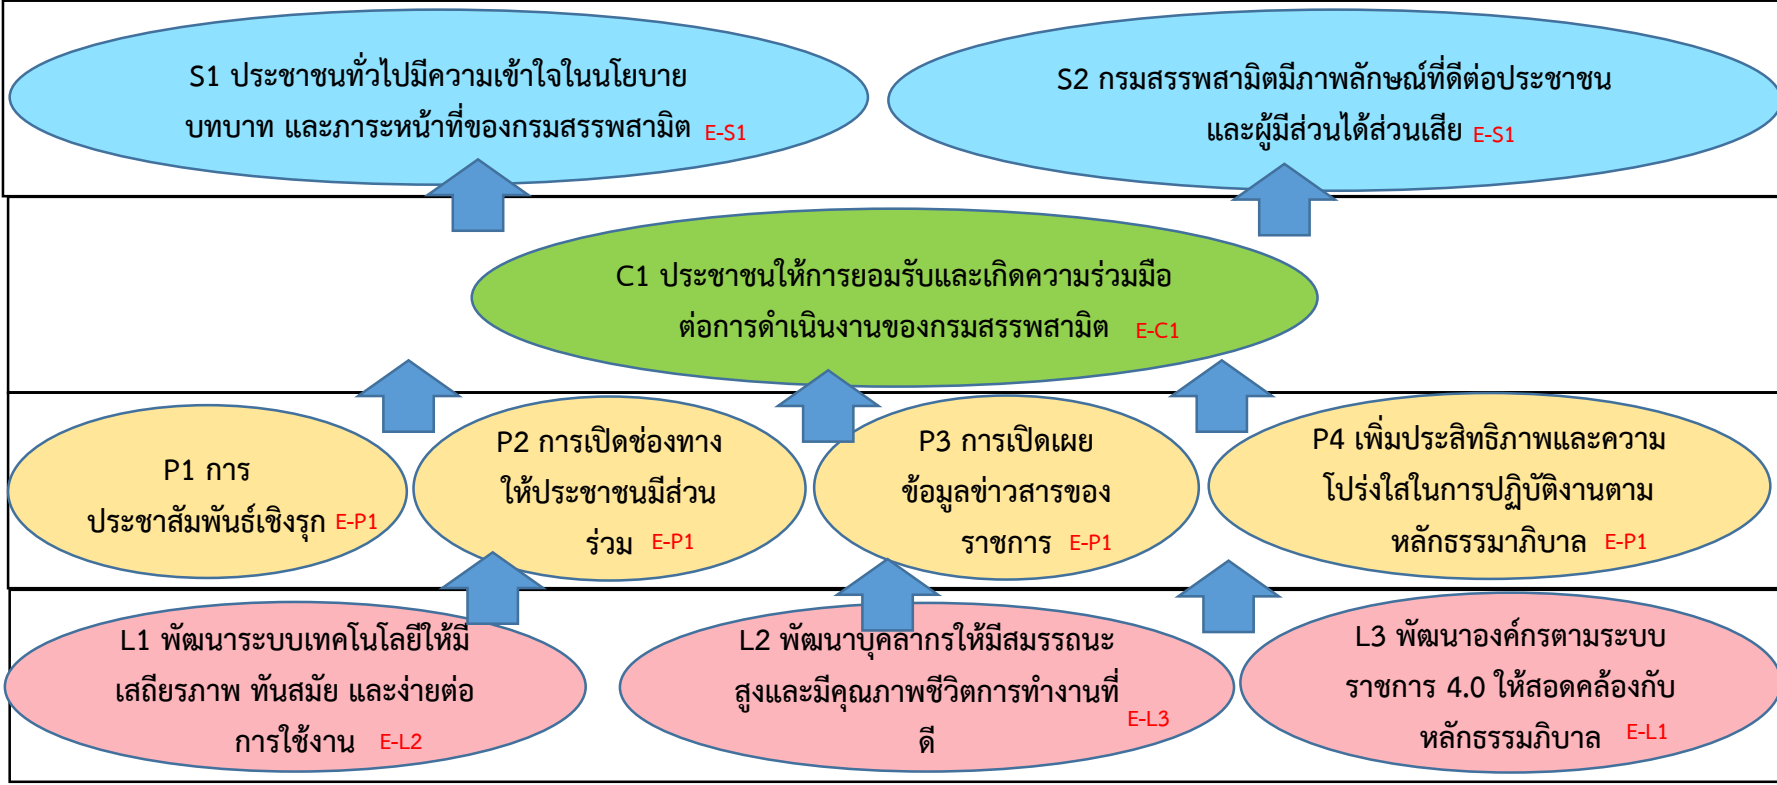 S1 ประชาชนทั่วไปมีความเข้าใจในนโยบาย
บทบาท และภาระหน้าที่ของกรมสรรพสามิต E-S1
S2 กรมสรรพสามิตมีภาพลักษณ์ที่ดีต่อประชาชน
และผู้มีส่วนได้ส่วนเสีย E-S1
C1 ประชาชนให้การยอมรับและเกิดความร่วมมือ
ต่อการดำเนินงานของกรมสรรพสามิต E-C1
P1 การ
ประชาสัมพันธ์เชิงรุก E-P1
P2 การเปิดช่องทาง
ให้ประชาชนมีส่วน
ร่วม E-P1
P3 การเปิดเผย
ข้อมูลข่าวสารของ
ราชการ E-P1
P4 เพิ่มประสิทธิภาพและความ
โปร่งใสในการปฏิบัติงานตาม
หลักธรรมาภิบาล E-P1
L1 พัฒนาระบบเทคโนโลยีให้มี
เสถียรภาพ ทันสมัย และง่ายต่อ
การใช้งาน E-L2
L2 พัฒนาบุคลากรให้มีสมรรถนะ
สูงและมีคุณภาพชีวิตการทำงานที่
ดี E-L3
L3 พัฒนาองค์กรตามระบบ
ราชการ 4.0 ให้สอดคล้องกับ
หลักธรรมภิบาล E-L1